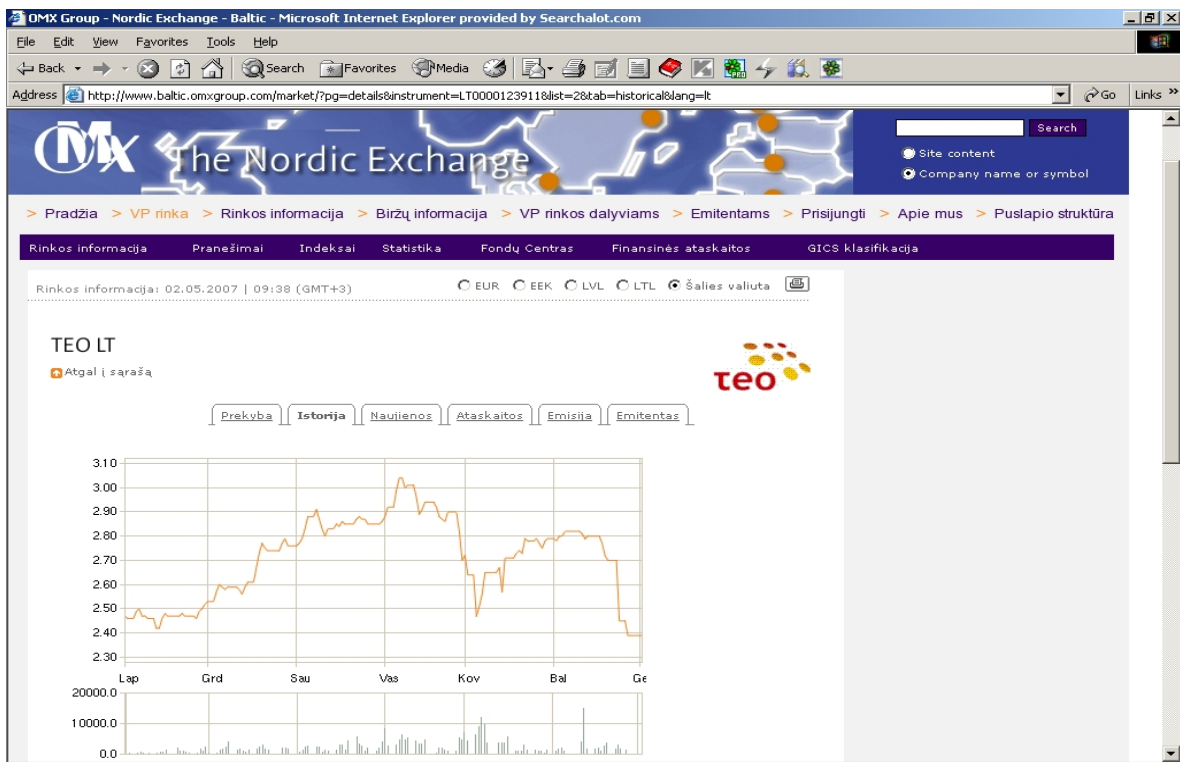 OMX Group - Nordic Exchange - Baltic - Microsoft Internet Explorer provided by Searchalot.com
File Edit View Favorites Tools Help
Back Search Favorites Media PRO
Address http://www.baltic.omxgroup.com/market/?pg=details&instrument=LT0000123911&list=2&tab=historical&lang=lt Go Links »
OMX The Nordic Exchange
Search
Site content
Company name or symbol
> Pradžia > VP rinka > Rinkos informacija > Biržų informacija > VP rinkos dalyviams > Emitentams > Prisijungti > Apie mus > Puslapio struktūra
Rinkos informacija Pranešimai Indeksai Statistika Fondų Centras Finansinės ataskaitos GICS klasifikacija
Rinkos informacija: 02.05.2007 | 09:38 (GMT+3) EUR EEK LVL LTL Šalies valiuta
TEO LT
Atgal į sąrašą
teo
Prekyba Istorija Naujienos Ataskaitos Emisija Emitentas
3.10
3.00
2.90
2.80
2.70
2.60
2.50
2.40
2.30
Lap Grd Sau Vas Kov Bal Ge
20000.0
10000.0
0.0